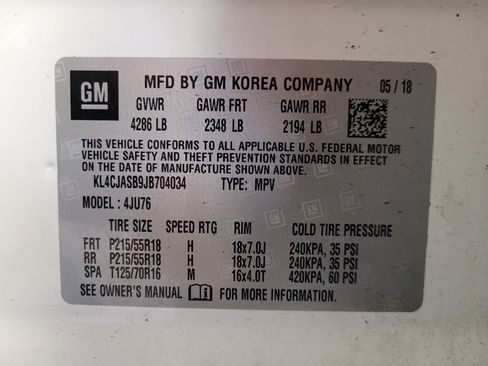 GM
MFD BY GM KOREA COMPANY 05 / 18
GVWR GAWR FRT GAWR RR
4286 LB 2348 LB 2194 LB
THIS VEHICLE CONFORMS TO ALL APPLICABLE U.S. FEDERAL MOTOR
VEHICLE SAFETY AND THEFT PREVENTION STANDARDS IN EFFECT
ON THE DATE OF MANUFACTURE SHOWN ABOVE.
KL4CJASB9JB704034 TYPE: MPV
MODEL : 4JU76
TIRE SIZE SPEED RTG RIM COLD TIRE PRESSURE
FRT P215/55R18 H 18x7.0J 240KPA, 35 PSI
RR P215/55R18 H 18x7.0J 240KPA, 35 PSI
SPA T125/70R16 M 16x4.0T 420KPA, 60 PSI
SEE OWNER'S MANUAL i FOR MORE INFORMATION.